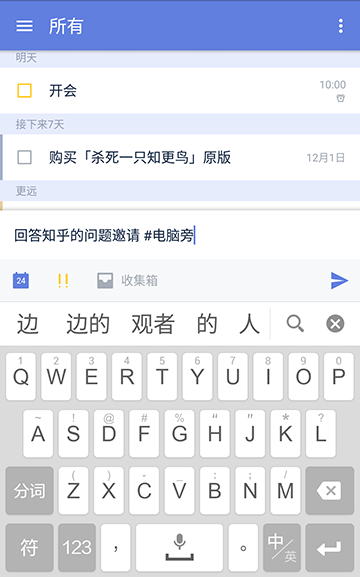 所有
明天
开会 10:00
接下来7天
购买「杀死一只知更鸟」原版 12月1日
更远
回答知乎的问题邀请 #电脑旁
24 !! 收集箱
边 边的 观者 的 人
1 2 3 4 5 6 7 8 9 0
Q W E R T Y U I O P
~ ! @ # % “ ” * ?
A S D F G H J K L
( ) - _ : ; /
分词 Z X C V B N M
符 123 , 。 中/英